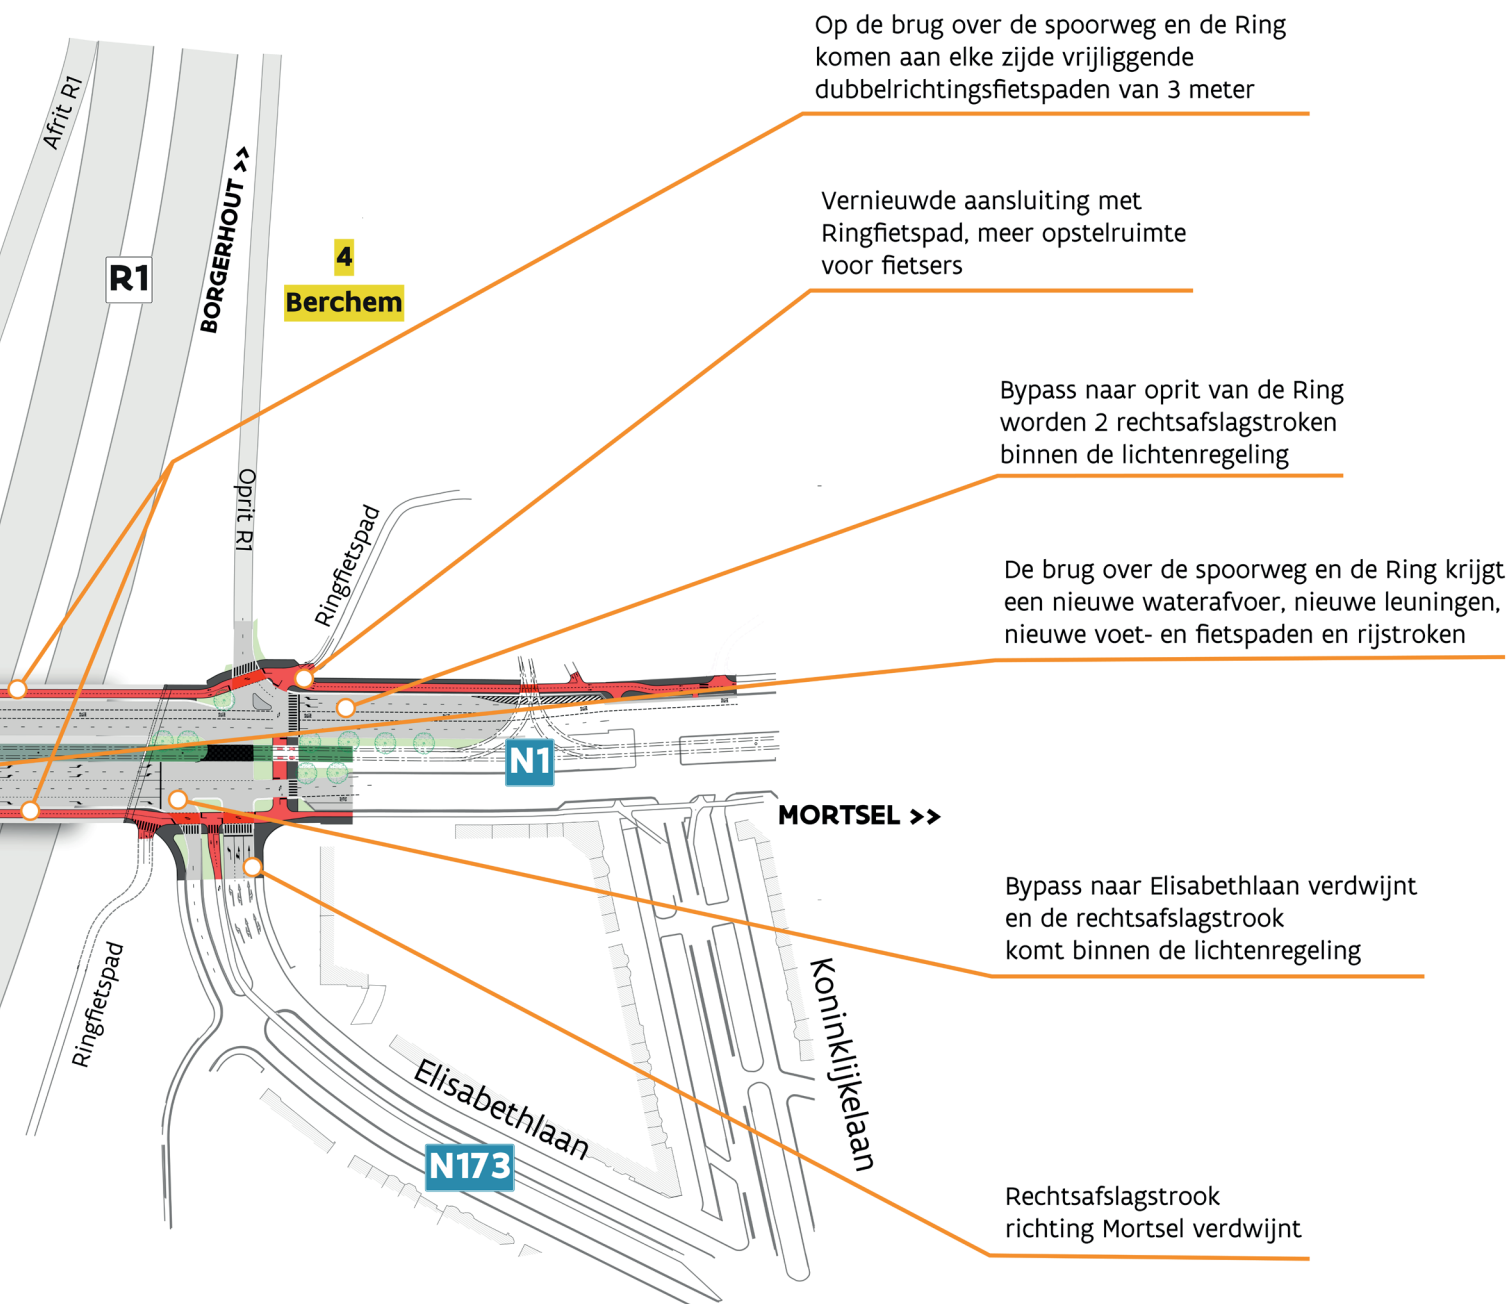 Op de brug over de spoorweg en de Ring
komen aan elke zijde vrijliggende
dubbelrichtingsfietspaden van 3 meter
Afrit R1
BORGERHOUT >>
R1
4
Berchem
Vernieuwde aansluiting met
Ringfietspad, meer opstelruimte
voor fietsers
Bypass naar oprit van de Ring
worden 2 rechtsafslagstroken
binnen de lichtenregeling
Oprit R1
Ringfietspad
De brug over de spoorweg en de Ring krijgt
een nieuwe waterafvoer, nieuwe leuningen,
nieuwe voet- en fietspaden en rijstroken
N1
MORTSEL >>
Bypass naar Elisabethlaan verdwijnt
en de rechtsafslagstrook
komt binnen de lichtenregeling
Ringfietspad
Koninklijkelaan
Elisabethlaan
N173
Rechtsafslagstrook
richting Mortsel verdwijnt